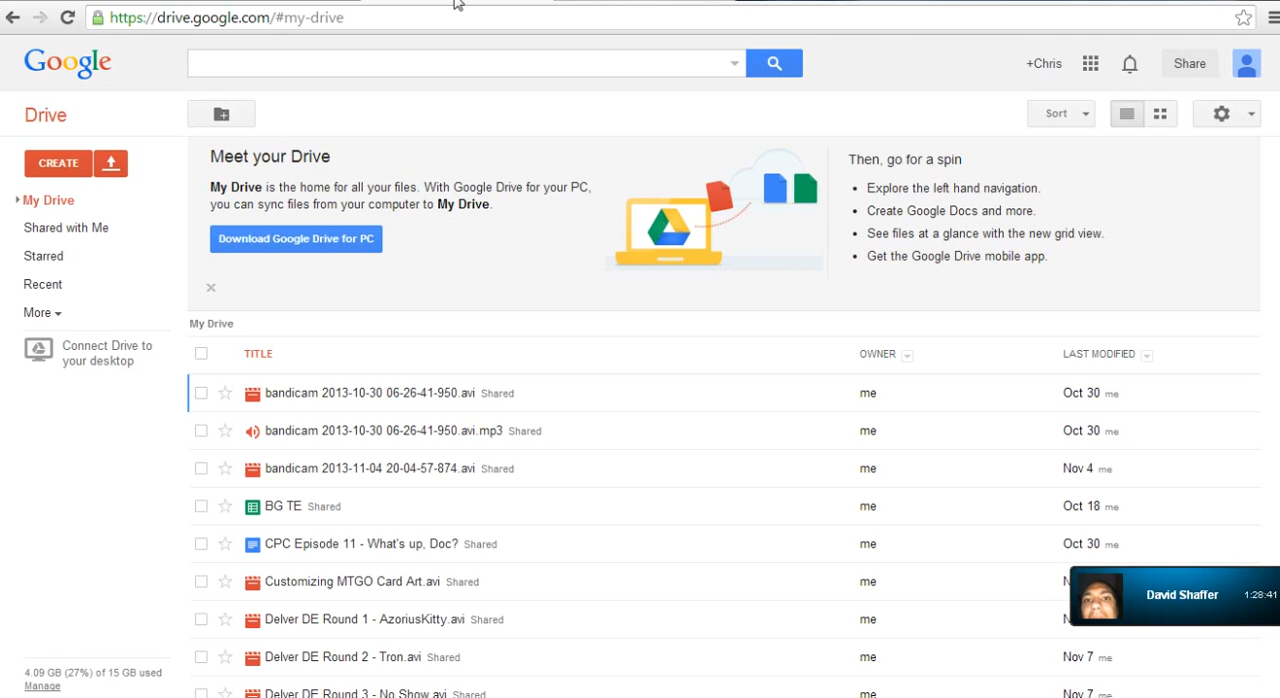 https://drive.google.com/#my-drive
Google
+Chris
Share
Drive
Sort
CREATE
My Drive
Shared with Me
Starred
Recent
More
Connect Drive to
your desktop
4.09 GB (27%) of 15 GB used
Manage
Meet your Drive
My Drive is the home for all your files. With Google Drive for your PC,
you can sync files from your computer to My Drive.
Download Google Drive for PC
Then, go for a spin
Explore the left hand navigation.
Create Google Docs and more.
See files at a glance with the new grid view.
Get the Google Drive mobile app.
My Drive
TITLE OWNER LAST MODIFIED
bandicam 2013-10-30 06-26-41-950.avi Shared me Oct 30 me
bandicam 2013-10-30 06-26-41-950.avi.mp3 Shared me Oct 30 me
bandicam 2013-11-04 20-04-57-874.avi Shared me Nov 4 me
BG TE Shared me Oct 18 me
CPC Episode 11 - What's up, Doc? Shared me Oct 30 me
Customizing MTGO Card Art.avi Shared me
David Shaffer 1:28:41
Delver DE Round 1 - AzoriusKitty.avi Shared me
Delver DE Round 2 - Tron.avi Shared me Nov 7 me
Delver DE Round 3 - No Show.avi Shared me Nov 7 me